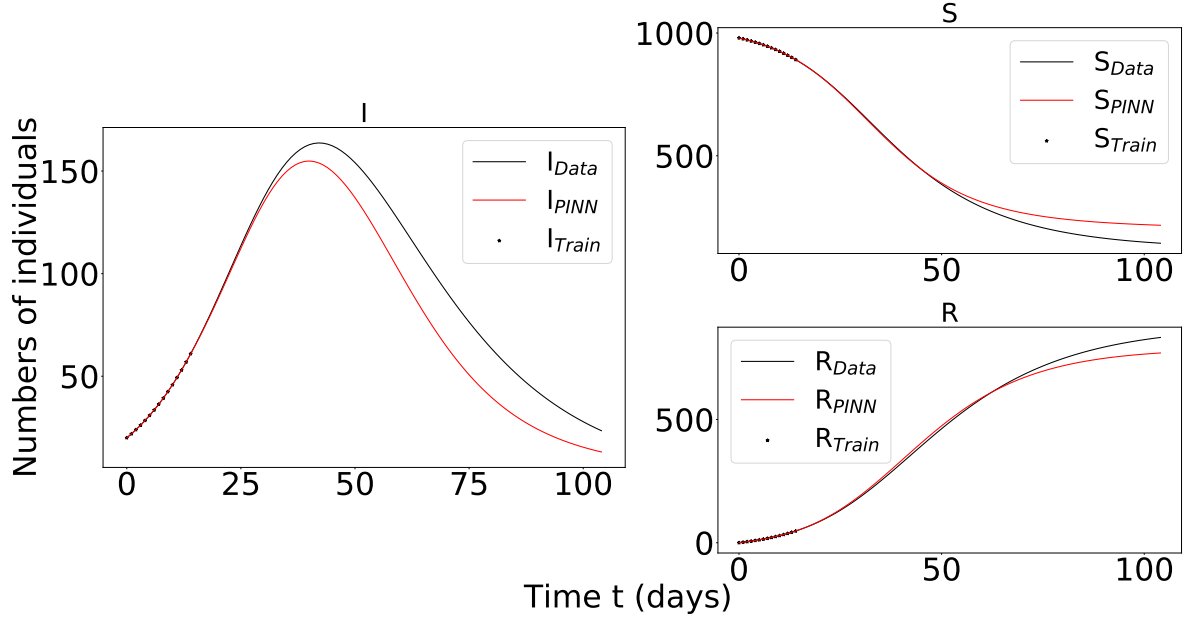 I
Numbers of individuals
150
100
50
0
25
50
75
100
I_Data
I_PINN
I_Train
S
1000
500
0
50
100
S_Data
S_PINN
S_Train
R
500
0
0
50
100
R_Data
R_PINN
R_Train
Time t (days)